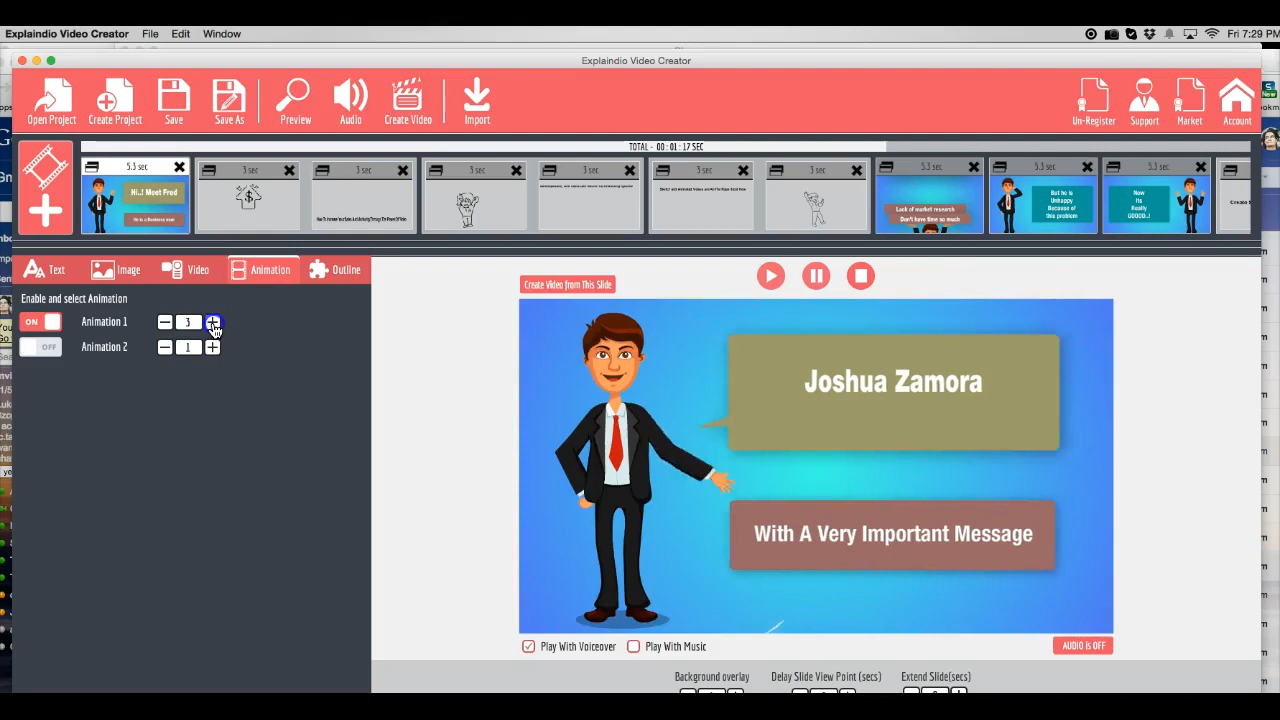 Explaindio Video Creator File Edit Window Fri 7:29 PM
Explaindio Video Creator
Open Project Create Project Save Save As Preview Audio Create Video Import Un-Register Support Market Account
TOTAL - 00 : 01 : 17 SEC
5.3 sec 3 sec 3 sec 3 sec 3 sec 3 sec 3 sec 5.3 sec 5.3 sec 5.3 sec
Hi..! Meet Fred
He is a Business man
Lack of market research
Don't have time so much
But he is
Unhappy
Because of
this problem
Now
Its
Really
GOOOD..!
Text Image Video Animation Outline
Enable and select Animation
ON Animation 1 3
OFF Animation 2 1
Create Video from This Slide
Joshua Zamora
With A Very Important Message
Play With Voiceover Play With Music AUDIO is OFF
Background overlay Delay Slide View Point (secs) Extend Slide(secs)